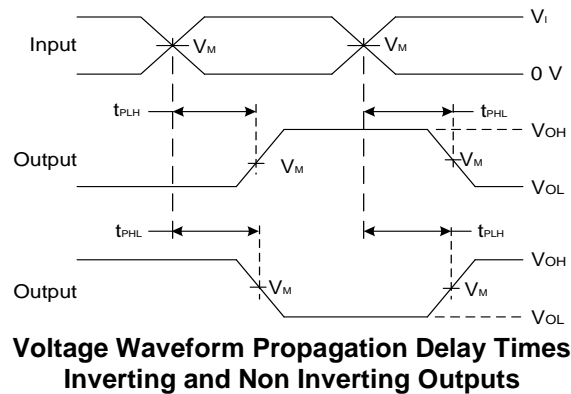 VI
Input VM VM
0 V
tPLH tPHL
VOH
Output VM VM
VOL
tPHL tPLH
VOH
Output VM VM
VOL
Voltage Waveform Propagation Delay Times
Inverting and Non Inverting Outputs